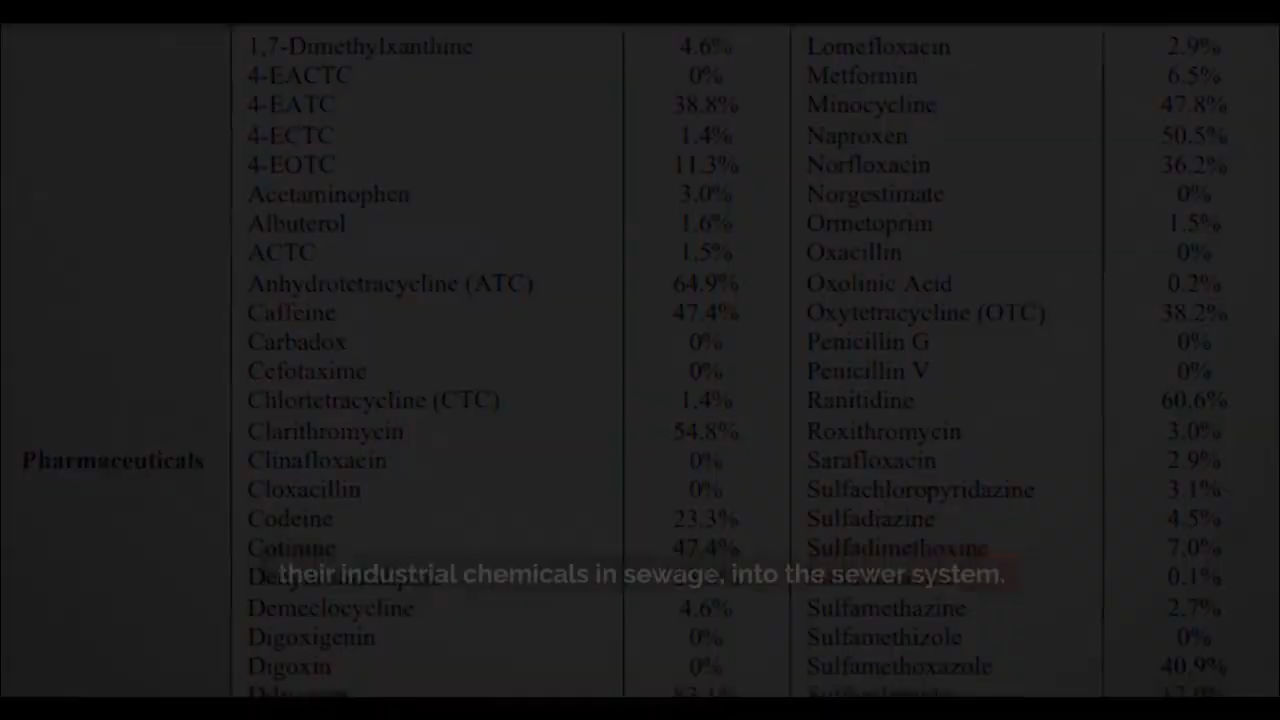 1,7-Dimethylxanthine 4.6% Lomefloxacin 2.9%
4-EACTC 0% Metformin 6.5%
4-EATC 38.8% Minocycline 47.8%
4-ECTC 1.4% Naproxen 50.5%
4-EOTC 11.3% Norfloxacin 36.2%
Acetaminophen 3.0% Norgestimate 0%
Albuterol 1.6% Ormetoprim 1.5%
ACTC 1.5% Oxacillin 0%
Anhydrotetracycline (ATC) 64.9% Oxolinic Acid 0.2%
Caffeine 47.4% Oxytetracycline (OTC) 38.2%
Carbadox 0% Penicillin G 0%
Cefotaxime 0% Penicillin V 0%
Chlortetracycline (CTC) 1.4% Ranitidine 60.6%
Clarithromycin 54.8% Roxithromycin 3.0%
Pharmaceuticals Clinafloxacin 0% Sarafloxacin 2.9%
Cloxacillin 0% Sulfachloropyridazine 3.1%
Codeine 23.3% Sulfadiazine 4.5%
Cotinine 47.4% Sulfadimethoxine 7.0%
their industrial chemicals in sewage, into the sewer system.
0.1%
Demeclocycline 4.6% Sulfamethazine 2.7%
Digoxigenin 0% Sulfamethizole 0%
Digoxin 0% Sulfamethoxazole 40.9%